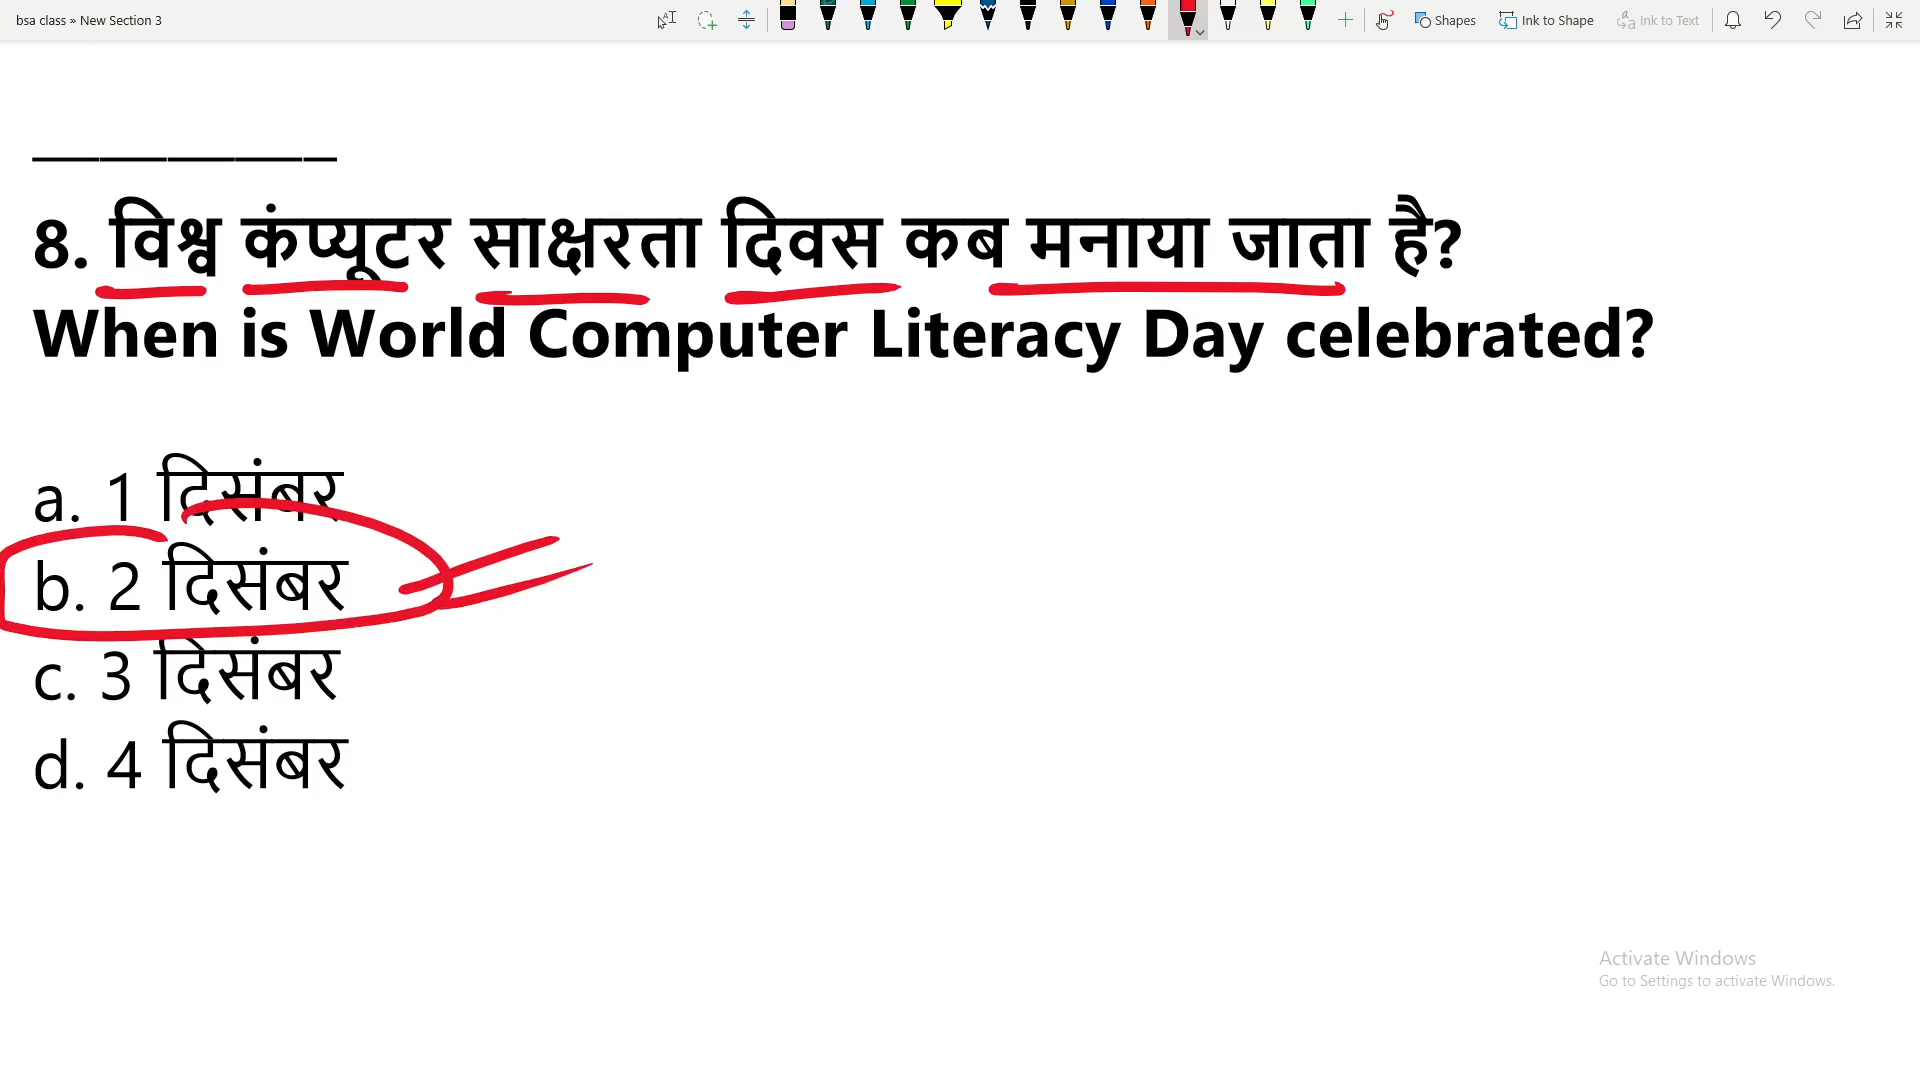 bsa class » New Section 3
Shapes Ink to Shape Ink to Text
8. विश्व कंप्यूटर साक्षरता दिवस कब मनाया जाता है?
When is World Computer Literacy Day celebrated?
a. 1 दिसंबर
b. 2 दिसंबर
c. 3 दिसंबर
d. 4 दिसंबर
Activate Windows
Go to Settings to activate Windows.